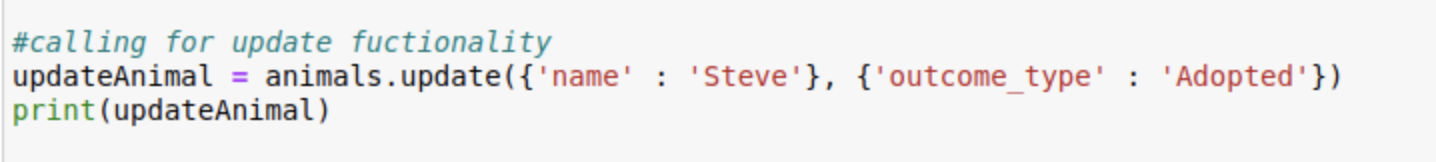 #calling for update fuctionality
updateAnimal = animals.update({'name' : 'Steve'}, {'outcome_type' : 'Adopted'})
print(updateAnimal)